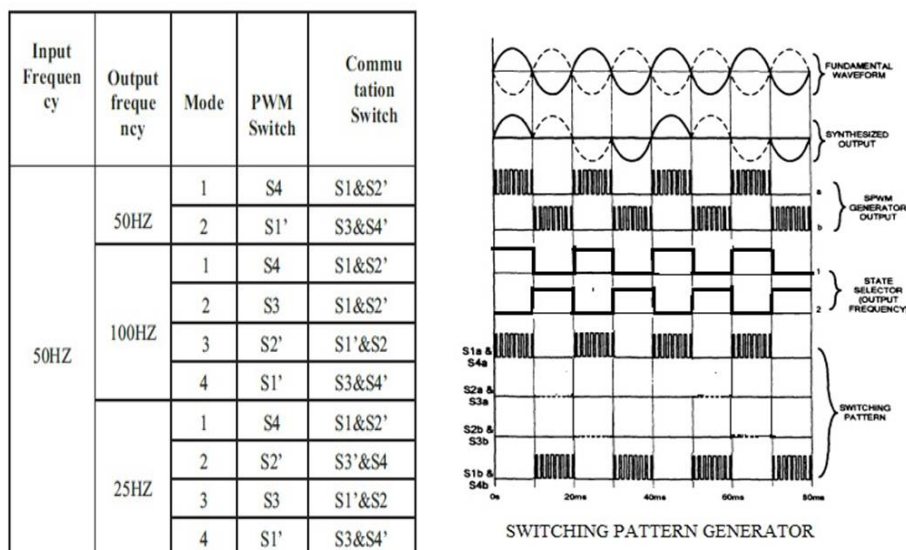 Input
Frequen
cy
Output
freque
ncy
Mode
PWM
Switch
Commu
tation
Switch
50HZ
50HZ
1 S4 S1&S2’
2 S1’ S3&S4’
100HZ
1 S4 S1&S2’
2 S3 S1&S2’
3 S2’ S1’&S2
4 S1’ S3&S4’
25HZ
1 S4 S1&S2’
2 S2’ S3’&S4
3 S3 S1’&S2
4 S1’ S3&S4’
FUNDAMENTAL
WAVEFORM
SYNTHESIZED
OUTPUT
a
SPWM
GENERATOR
OUTPUT
b
1
STATE
SELECTOR
(OUTPUT
FREQUENCY)
2
S1a &
S4a
S2a &
S3a
SWITCHING
PATTERN
S2b &
S3b
S1b &
S4b
0s 20ms 40ms 60ms 80ms
SWITCHING PATTERN GENERATOR